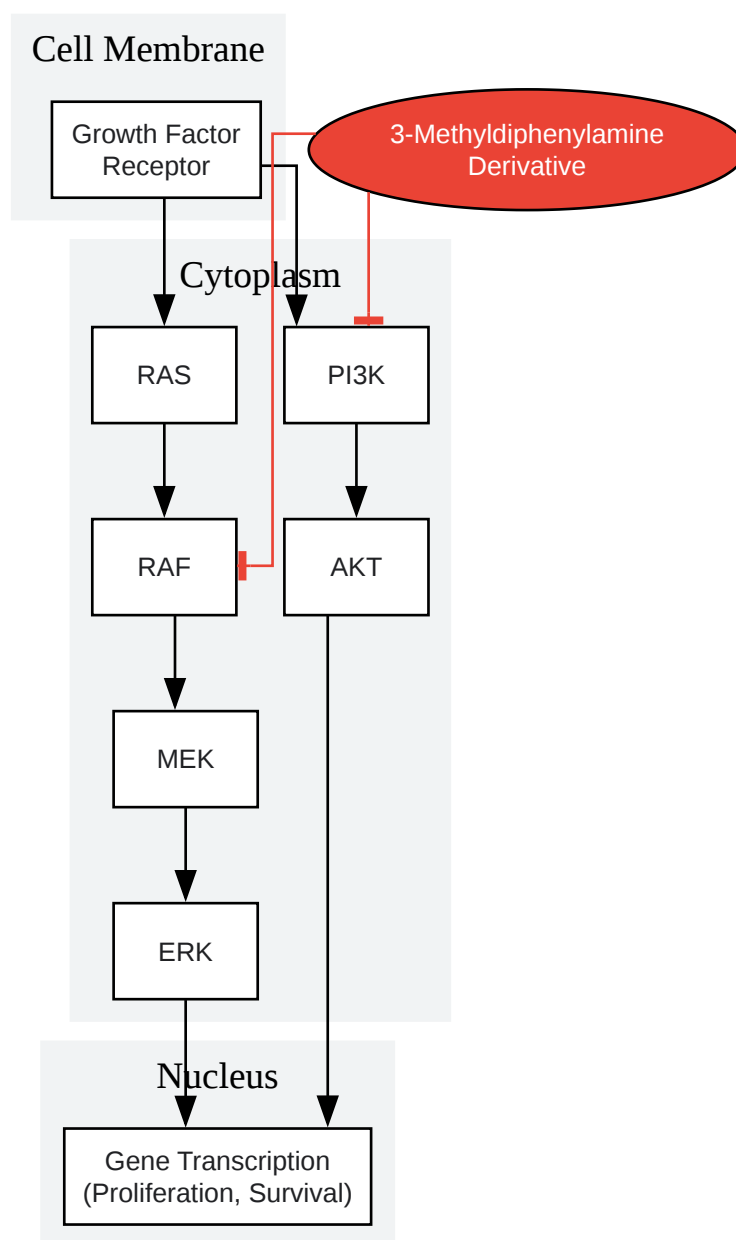 Cell Membrane
Growth Factor
Receptor
3-Methyldiphenylamine
Derivative
Cytoplasm
RAS
PI3K
RAF
AKT
MEK
ERK
Nucleus
Gene Transcription
(Proliferation, Survival)